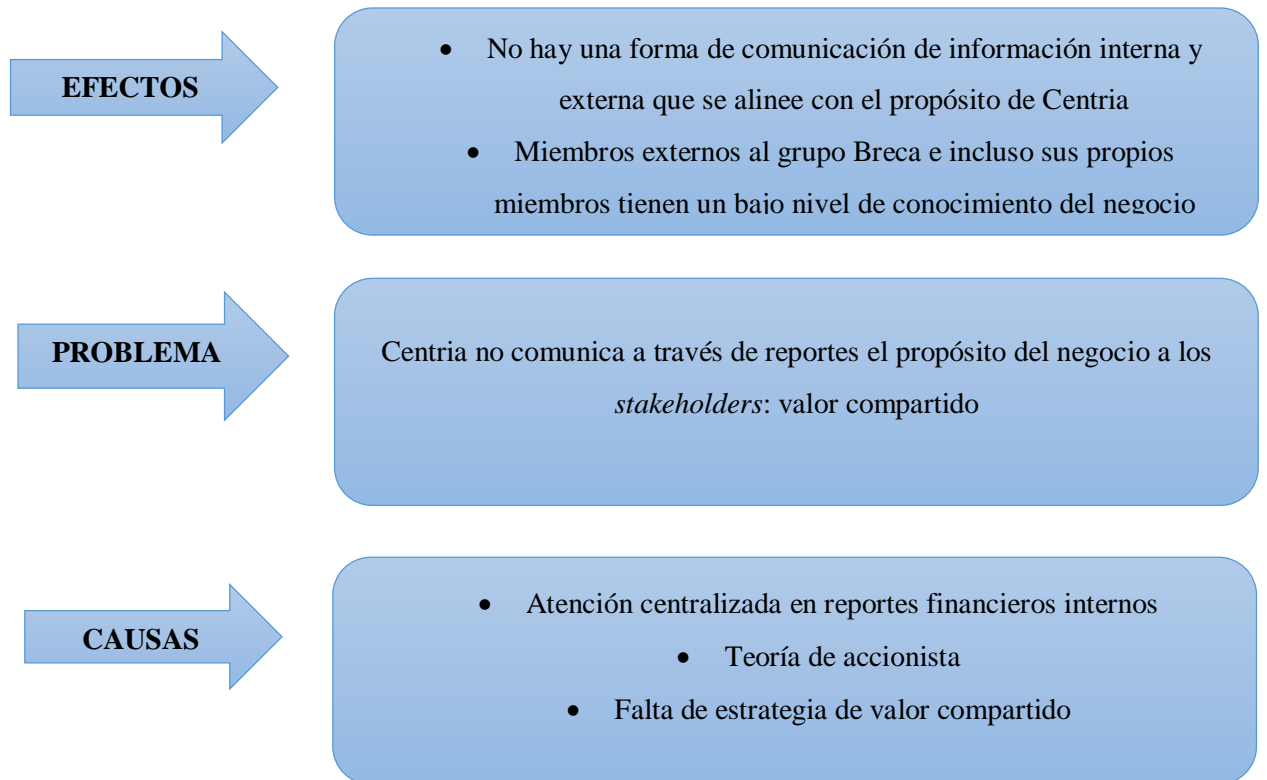 EFECTOS
• No hay una forma de comunicación de información interna y
externa que se alinee con el propósito de Centria
• Miembros externos al grupo Breca e incluso sus propios
miembros tienen un bajo nivel de conocimiento del negocio
PROBLEMA
Centria no comunica a través de reportes el propósito del negocio a los
stakeholders: valor compartido
CAUSAS
• Atención centralizada en reportes financieros internos
• Teoría de accionista
• Falta de estrategia de valor compartido